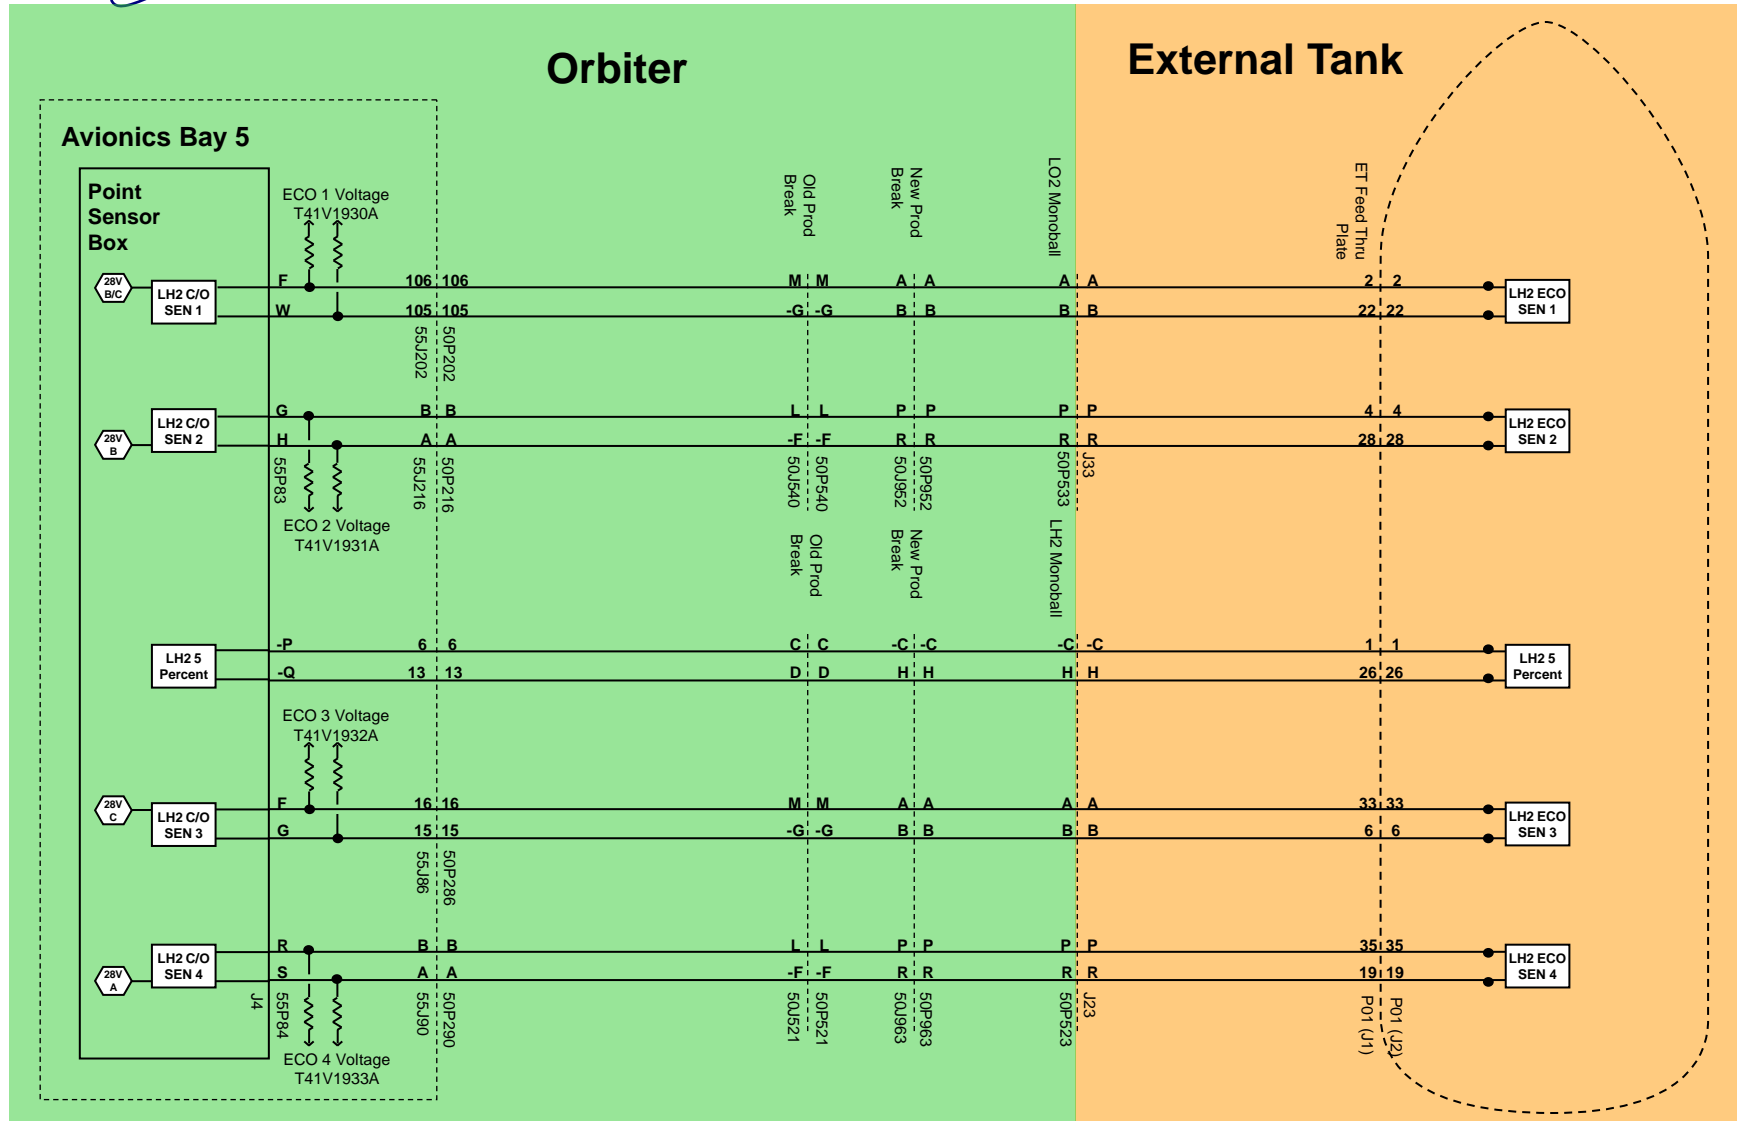 Orbiter
External Tank
Avionics Bay 5
Point
Sensor
Box
ECO 1 Voltage
T41V1930A
Old Prod
Break
New Prod
Break
LO2 Monoball
ET Feed Thru
Plate
28V
B/C
LH2 C/O
SEN 1
F 106 106 M M A A A A 2 2
W 105 105 -G -G B B B B 22 22
LH2 ECO
SEN 1
55J202
50P202
28V
B
LH2 C/O
SEN 2
G B B L L P P P P 4 4
H A A -F -F R R R R 28 28
LH2 ECO
SEN 2
55P83
55J216
50P216
50J540
50P540
50J952
50P952
50P533
J33
ECO 2 Voltage
T41V1931A
Old Prod
Break
New Prod
Break
LH2 Monoball
LH2 5
Percent
-P 6 6 C C -C -C -C -C 1 1
-Q 13 13 D D H H H H 26 26
LH2 5
Percent
ECO 3 Voltage
T41V1932A
28V
C
LH2 C/O
SEN 3
F 16 16 M M A A A A 33 33
G 15 15 -G -G B B B B 6 6
LH2 ECO
SEN 3
55J86
50P286
28V
A
LH2 C/O
SEN 4
R B B L L P P P P 35 35
S A A -F -F R R R R 19 19
LH2 ECO
SEN 4
J4
55P84
55J90
50P290
50J521
50P521
50J963
50P963
50P523
J23
P01 (J1)
P01 (J2)
ECO 4 Voltage
T41V1933A